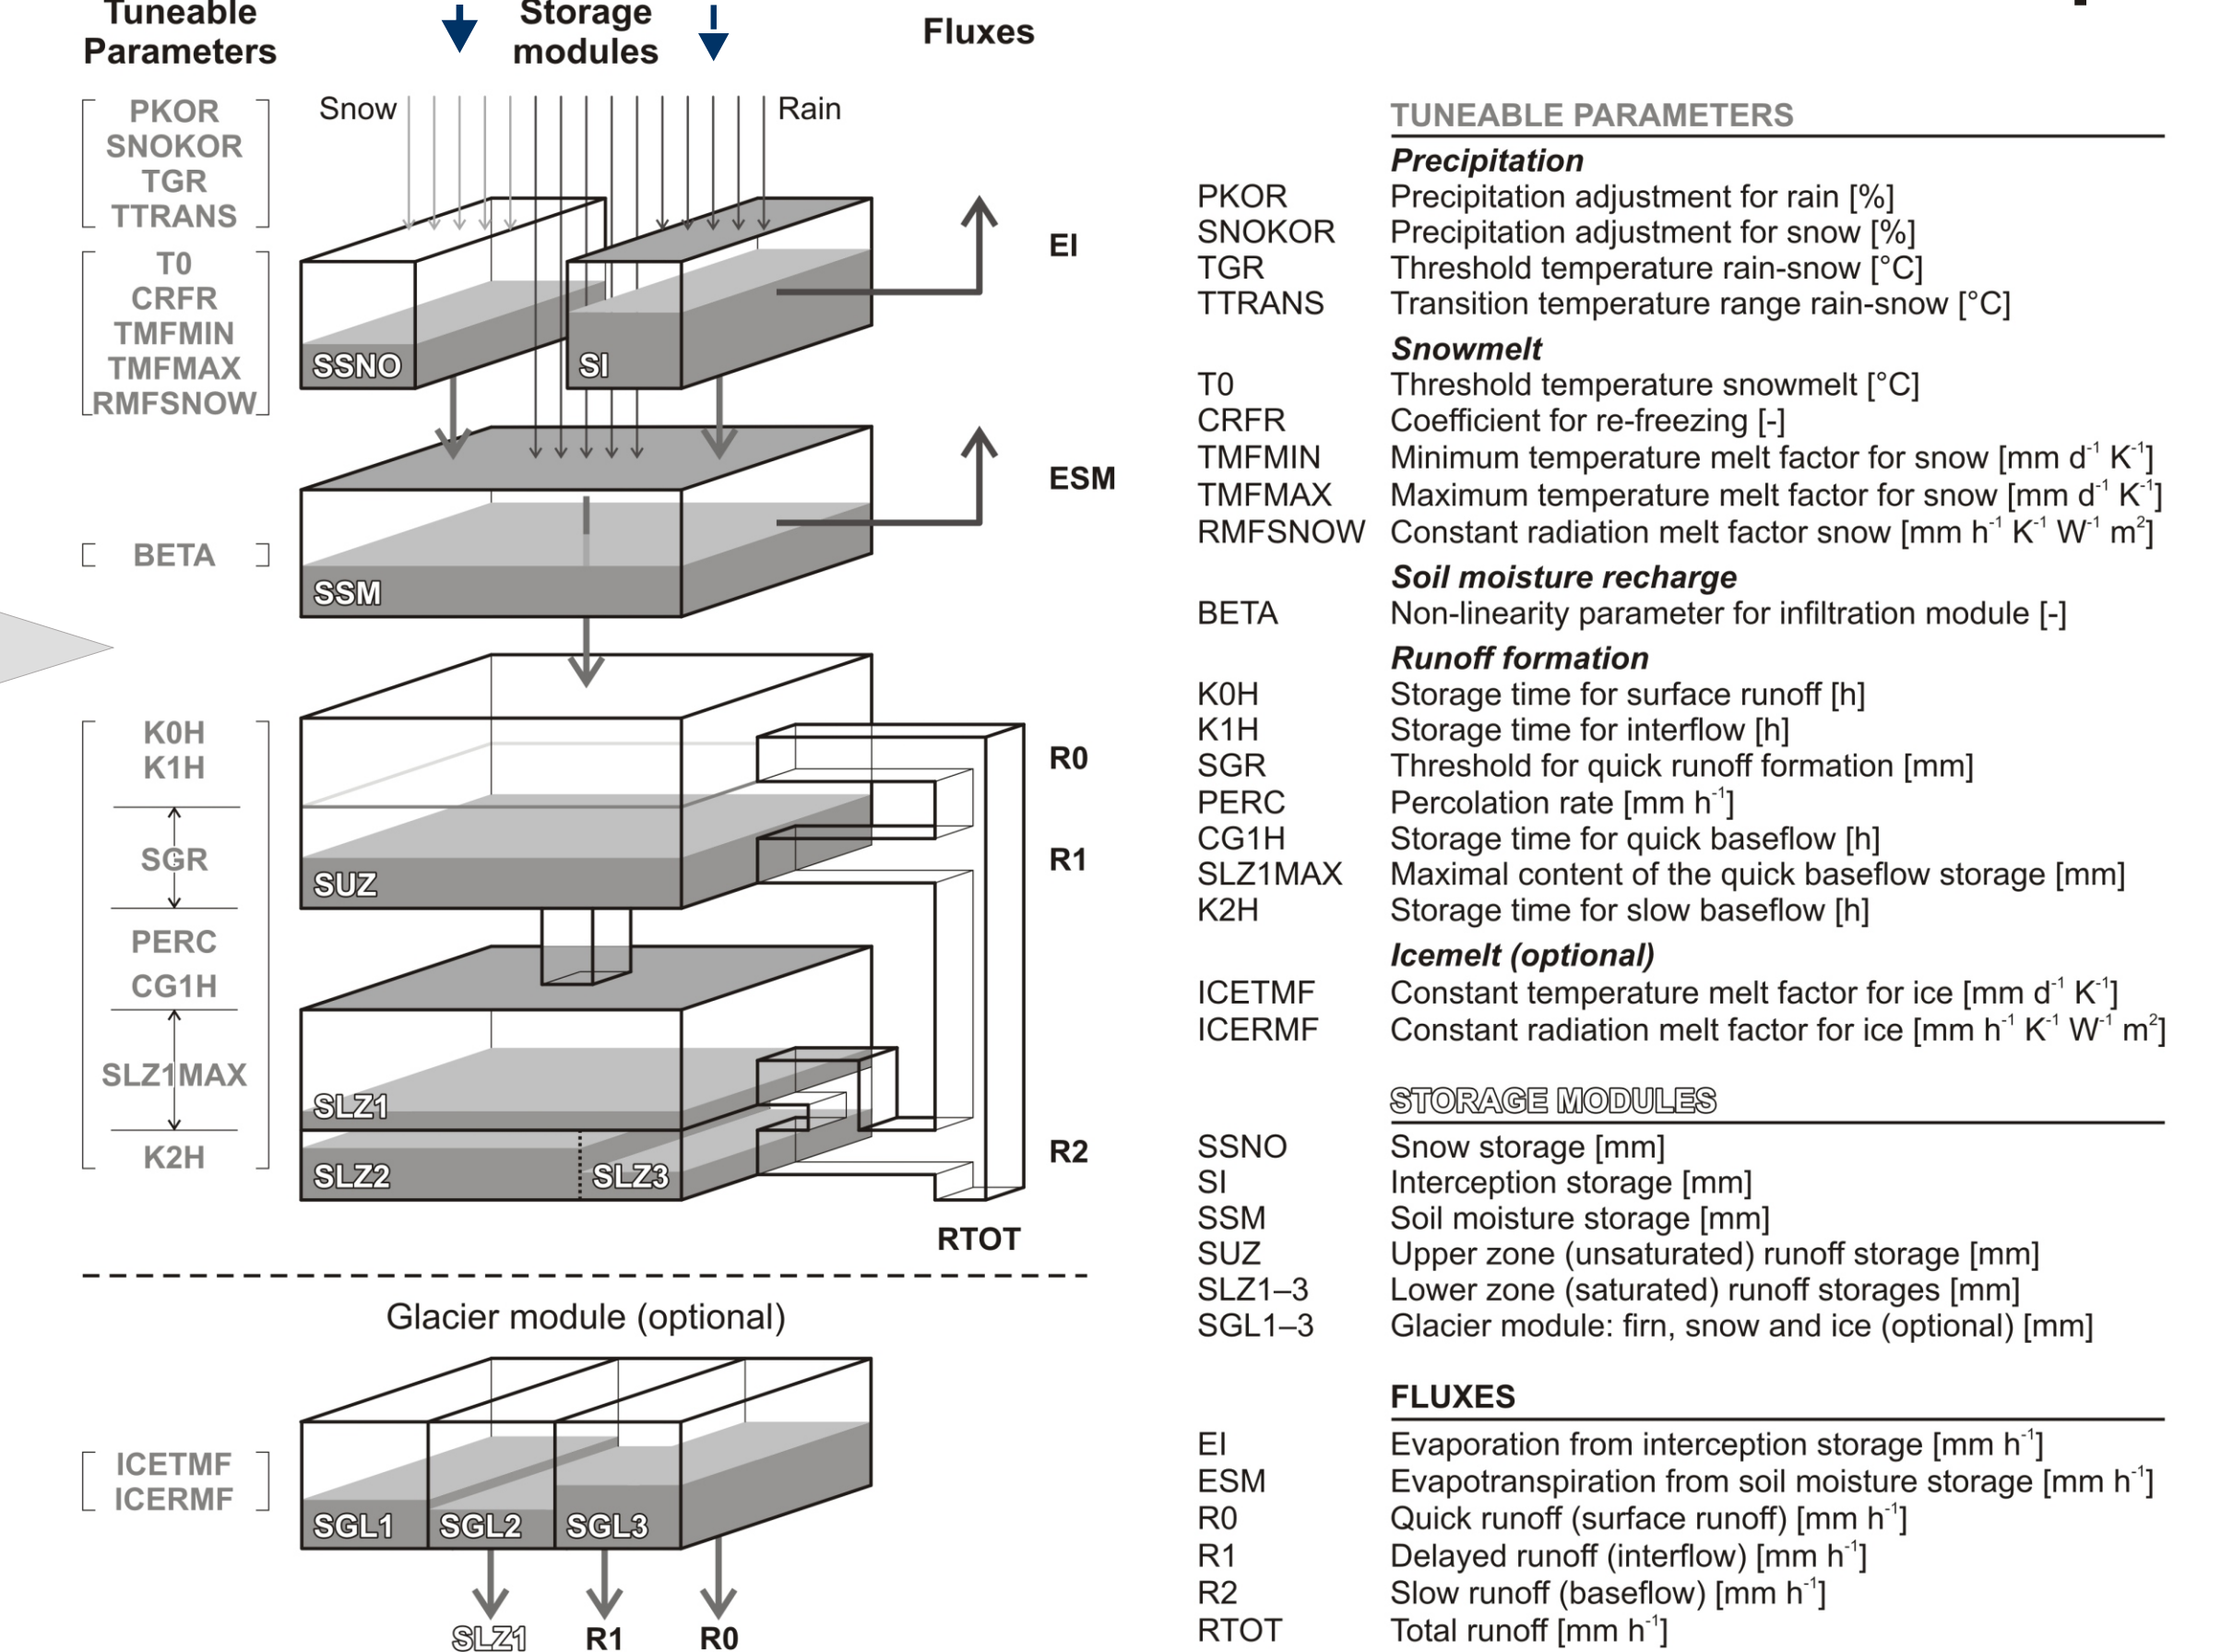 Tuneable
Parameters
Storage
modules
Fluxes
Snow
Rain
PKOR
SNOKOR
TGR
TTRANS
T0
CRFR
TMFMIN
TMFMAX
RMFSNOW
SSNO
SI
EI
BETA
SSM
ESM
K0H
K1H
SGR
PERC
CG1H
SLZ1MAX
K2H
SUZ
R0
R1
SLZ1
SLZ2
SLZ3
R2
RTOT
Glacier module (optional)
ICETMF
ICERMF
SGL1
SGL2
SGL3
SLZ1
R1
R0
TUNEABLE PARAMETERS
Precipitation
PKOR Precipitation adjustment for rain [%]
SNOKOR Precipitation adjustment for snow [%]
TGR Threshold temperature rain-snow [°C]
TTRANS Transition temperature range rain-snow [°C]
Snowmelt
T0 Threshold temperature snowmelt [°C]
CRFR Coefficient for re-freezing [-]
TMFMIN Minimum temperature melt factor for snow [mm d⁻¹ K⁻¹]
TMFMAX Maximum temperature melt factor for snow [mm d⁻¹ K⁻¹]
RMFSNOW Constant radiation melt factor snow [mm h⁻¹ K⁻¹ W⁻¹ m²]
Soil moisture recharge
BETA Non-linearity parameter for infiltration module [-]
Runoff formation
K0H Storage time for surface runoff [h]
K1H Storage time for interflow [h]
SGR Threshold for quick runoff formation [mm]
PERC Percolation rate [mm h⁻¹]
CG1H Storage time for quick baseflow [h]
SLZ1MAX Maximal content of the quick baseflow storage [mm]
K2H Storage time for slow baseflow [h]
Icemelt (optional)
ICETMF Constant temperature melt factor for ice [mm d⁻¹ K⁻¹]
ICERMF Constant radiation melt factor for ice [mm h⁻¹ K⁻¹ W⁻¹ m²]
STORAGE MODULES
SSNO Snow storage [mm]
SI Interception storage [mm]
SSM Soil moisture storage [mm]
SUZ Upper zone (unsaturated) runoff storage [mm]
SLZ1–3 Lower zone (saturated) runoff storages [mm]
SGL1–3 Glacier module: firn, snow and ice (optional) [mm]
FLUXES
EI Evaporation from interception storage [mm h⁻¹]
ESM Evapotranspiration from soil moisture storage [mm h⁻¹]
R0 Quick runoff (surface runoff) [mm h⁻¹]
R1 Delayed runoff (interflow) [mm h⁻¹]
R2 Slow runoff (baseflow) [mm h⁻¹]
RTOT Total runoff [mm h⁻¹]